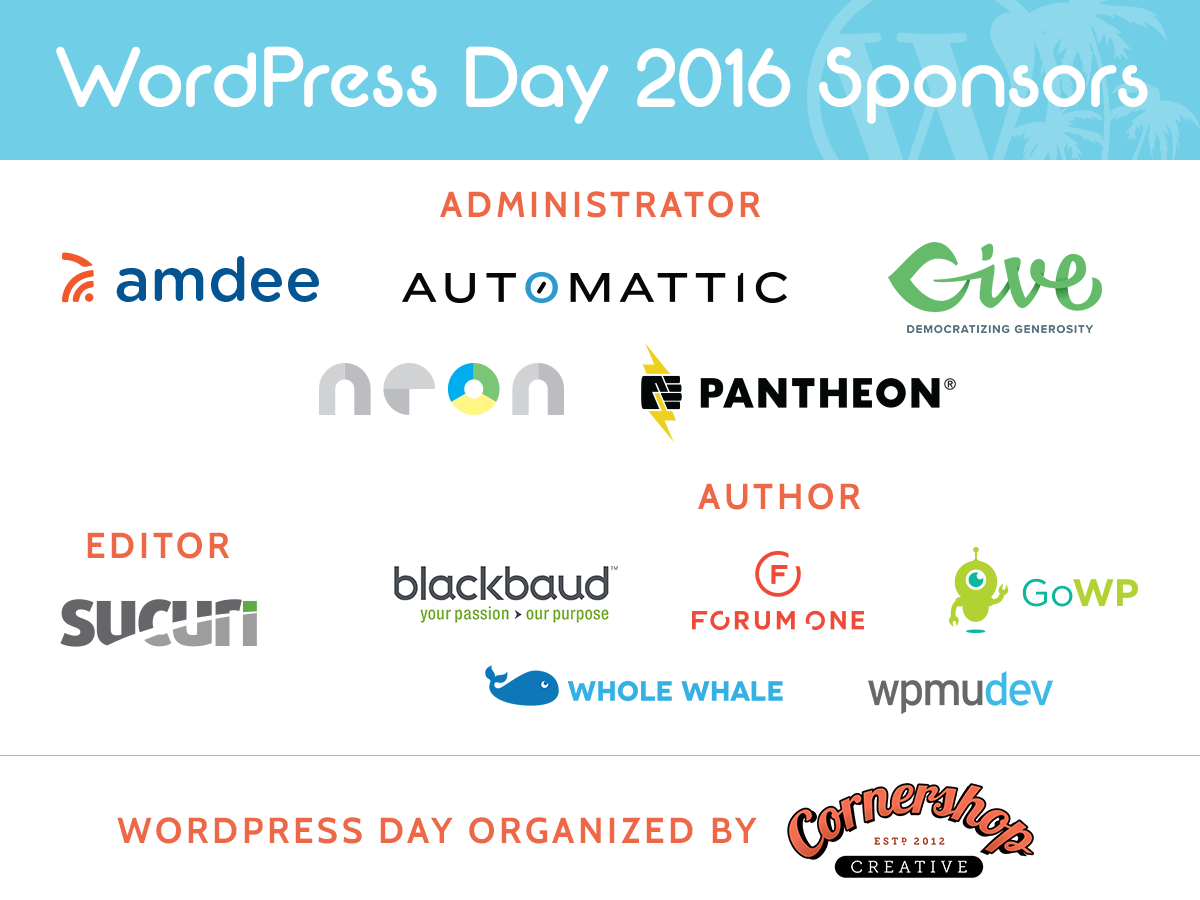 WordPress Day 2016 Sponsors
ADMINISTRATOR
amdee
AUTOMATTIC
Give
DEMOCRATIZING GENEROSITY
neon
PANTHEON®
EDITOR
sucuri
AUTHOR
blackbaud™
your passion > our purpose
F
FORUM ONE
GoWP
WHOLE WHALE
wpmudev
WORDPRESS DAY ORGANIZED BY
Cornershop
ESTD 2012
CREATIVE